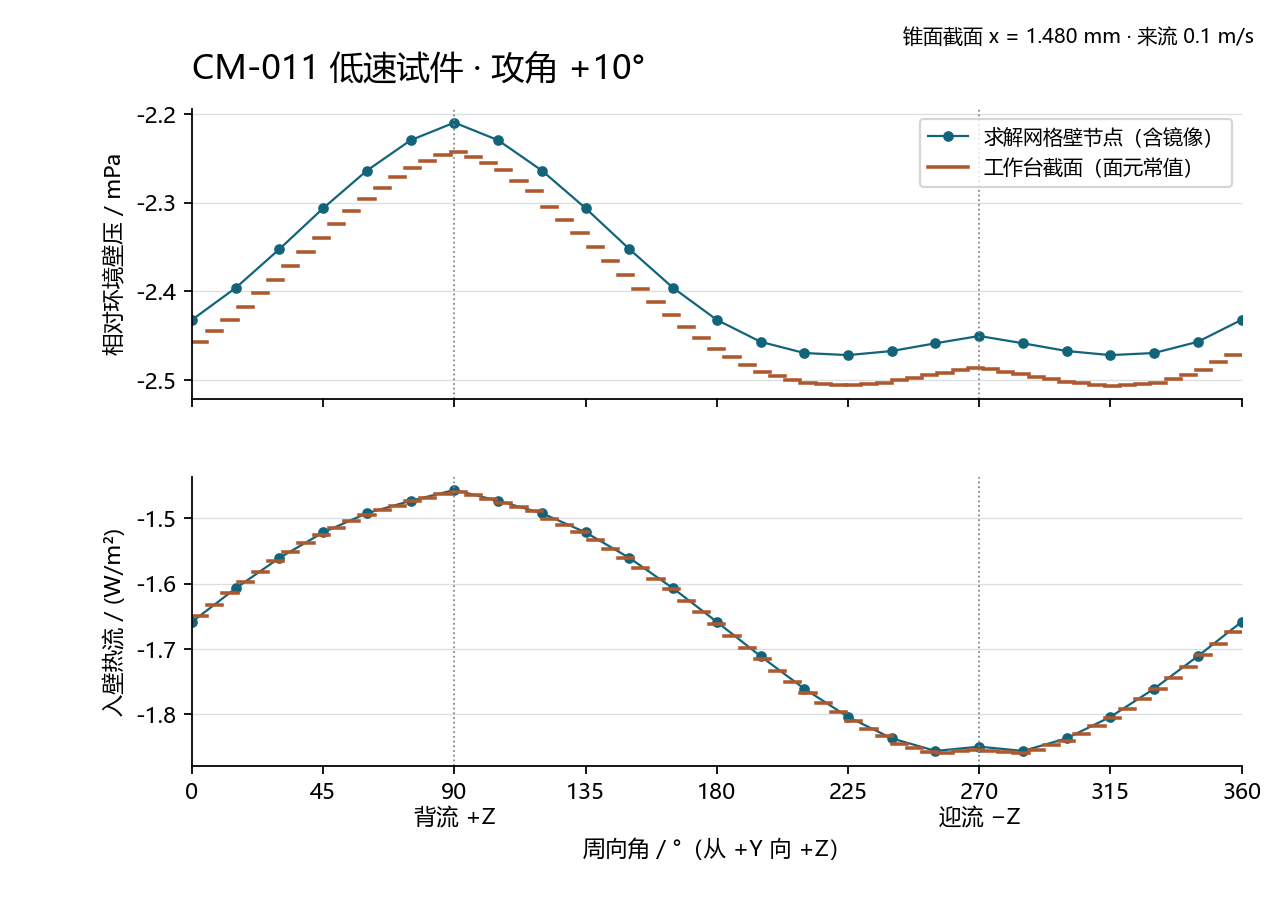 锥面截面 x = 1.480 mm · 来流 0.1 m/s
CM-011 低速试件 · 攻角 +10°
相对环境壁压 / mPa
-2.2
-2.3
-2.4
-2.5
求解网格壁节点（含镜像）
工作台截面（面元常值）
入壁热流 / (W/m²)
-1.5
-1.6
-1.7
-1.8
0 45 90 135 180 225 270 315 360
背流 +Z 迎流 −Z
周向角 / °（从 +Y 向 +Z）